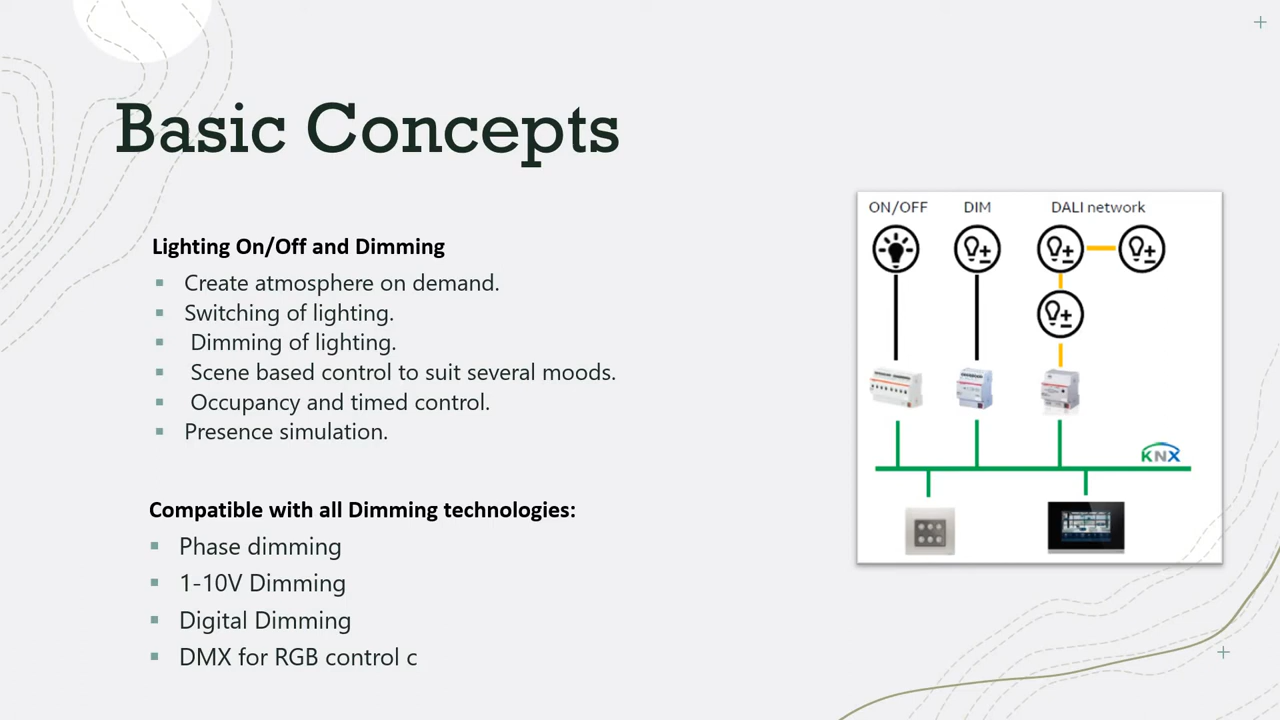 Basic Concepts
Lighting On/Off and Dimming
Create atmosphere on demand.
Switching of lighting.
Dimming of lighting.
Scene based control to suit several moods.
Occupancy and timed control.
Presence simulation.
Compatible with all Dimming technologies:
Phase dimming
1-10V Dimming
Digital Dimming
DMX for RGB control c
ON/OFF DIM DALI network
KNX